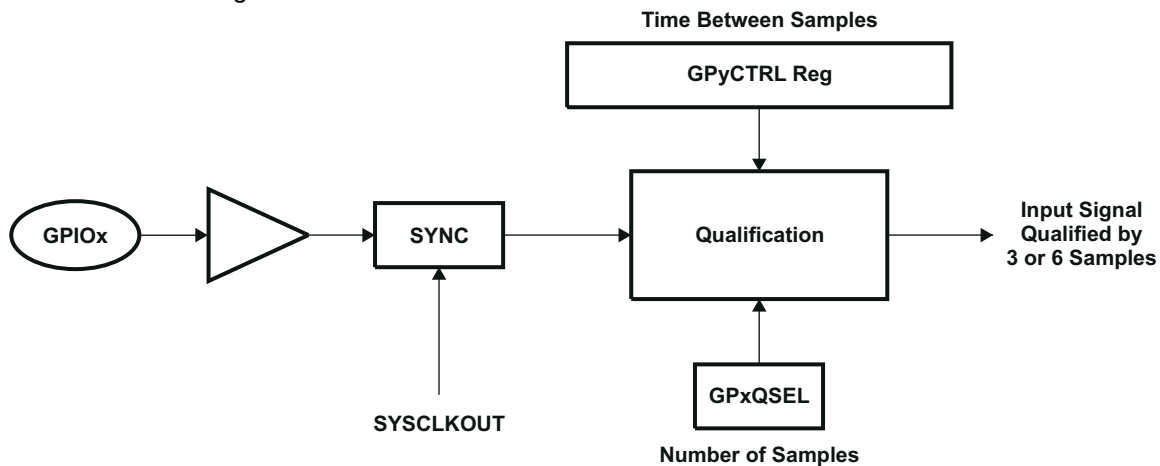 Time Between Samples
GPyCTRL Reg
GPIOx
SYNC
Qualification
Input Signal
Qualified by
3 or 6 Samples
GPxQSEL
SYSCLKOUT
Number of Samples